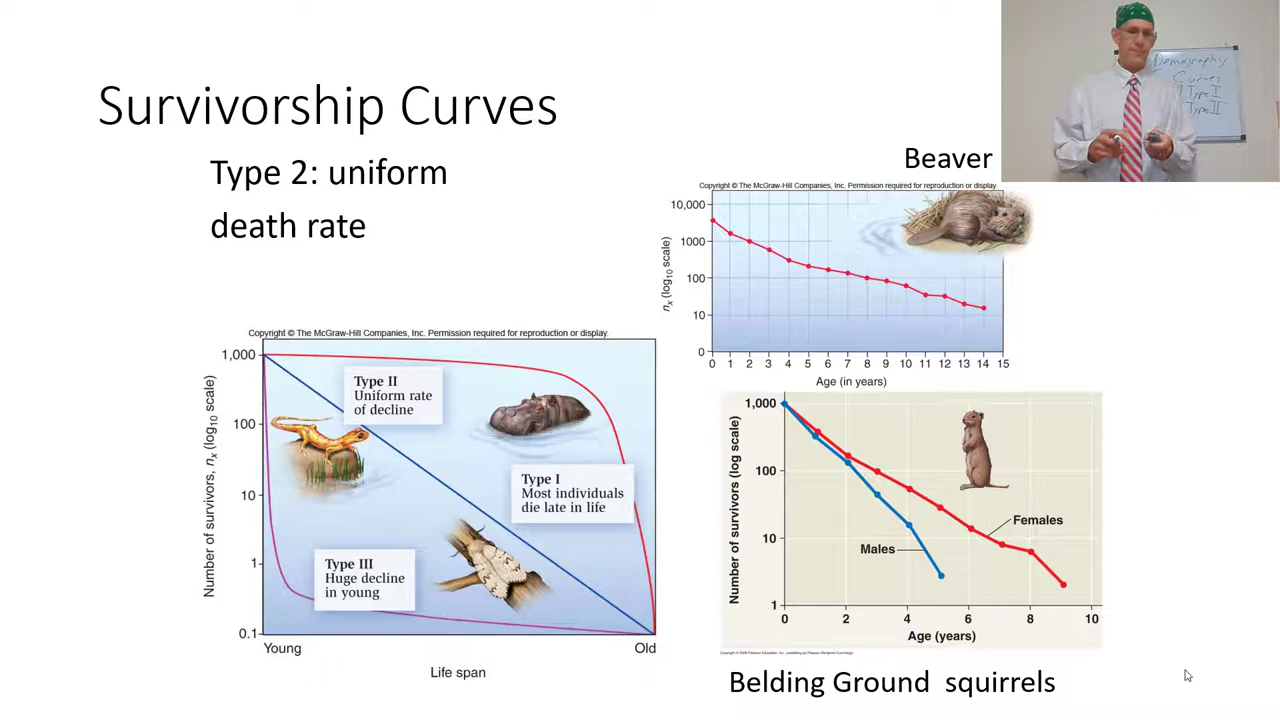 Survivorship Curves
Type 2: uniform
death rate
Demography
Curves
Type I
Type II
Beaver
Copyright © The McGraw-Hill Companies, Inc. Permission required for reproduction or display.
10,000
1000
100
10
0
nx (log10 scale)
0 1 2 3 4 5 6 7 8 9 10 11 12 13 14 15
Age (in years)
Copyright © The McGraw-Hill Companies, Inc. Permission required for reproduction or display.
1,000
100
10
1
0.1
Number of survivors, nx (log10 scale)
Type II
Uniform rate
of decline
Type I
Most individuals
die late in life
Type III
Huge decline
in young
Young Old
Life span
1,000
100
10
1
Number of survivors (log scale)
Females
Males
0 2 4 6 8 10
Age (years)
Belding Ground squirrels